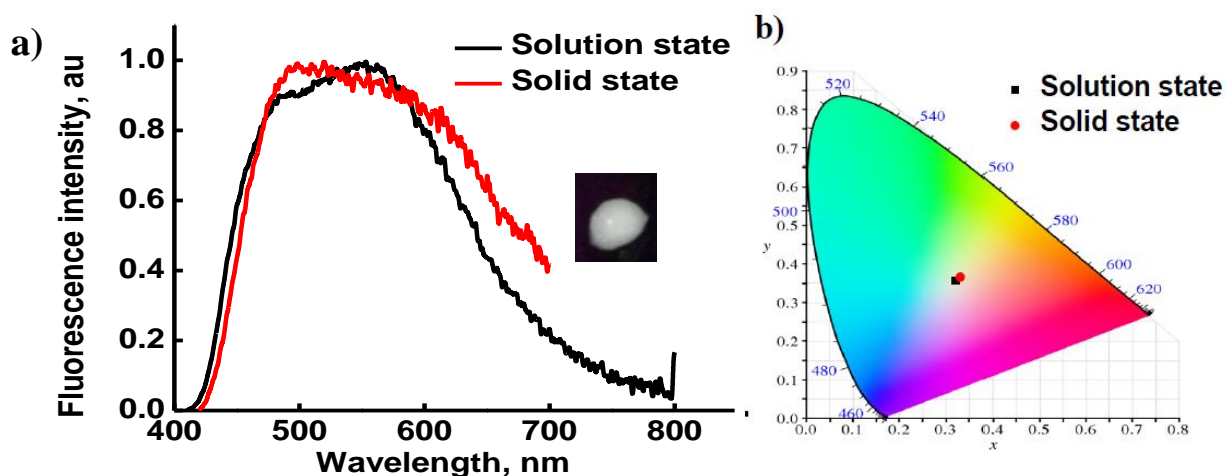 a)
Solution state
Solid state
Fluorescence intensity, au
1.0
0.8
0.6
0.4
0.2
0.0
400 500 600 700 800
Wavelength, nm
b)
Solution state
Solid state
0.9
0.8
0.7
0.6
0.5
0.4
0.3
0.2
0.1
0.0
y
520
540
560
500
580
600
620
480
460
0.0 0.1 0.2 0.3 0.4 0.5 0.6 0.7 0.8
x